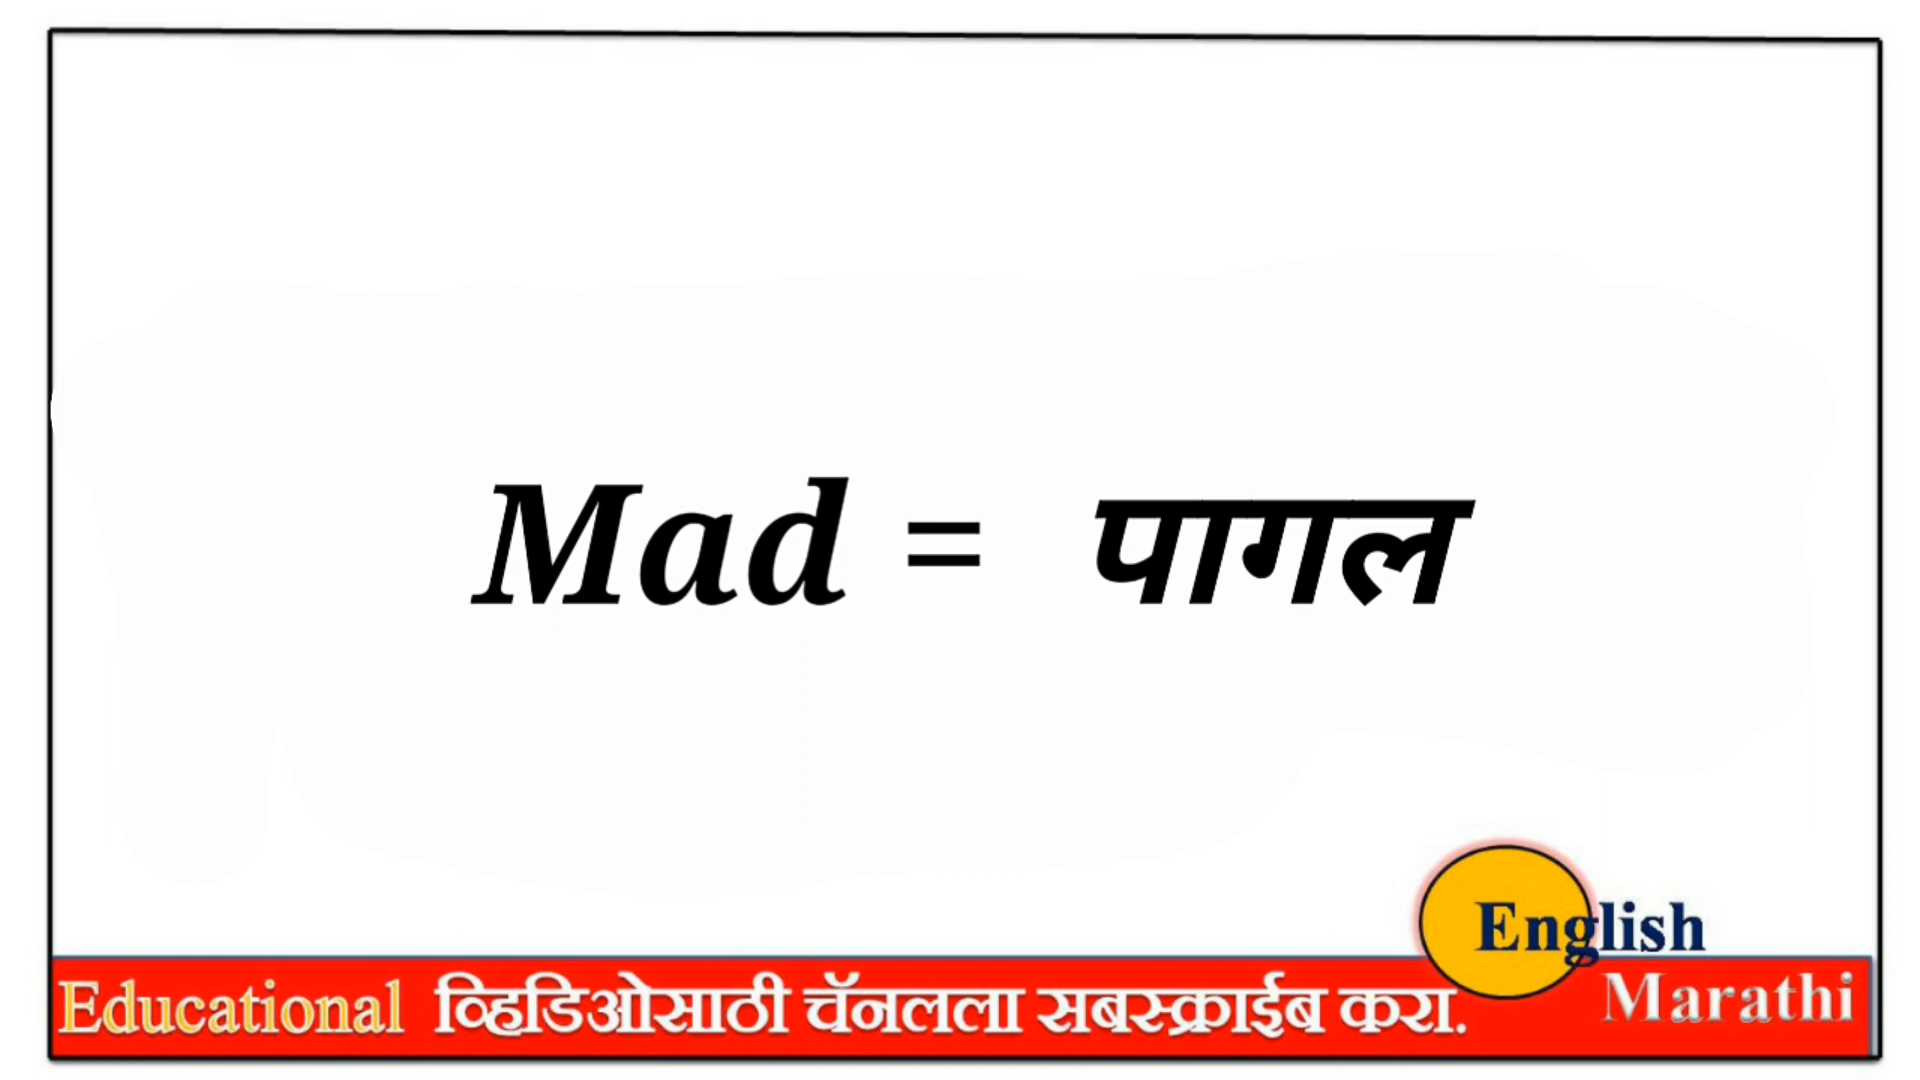 Mad = पागल
English
Educational व्हिडिओसाठी चॅनलला सबस्क्राईब करा.
Marathi